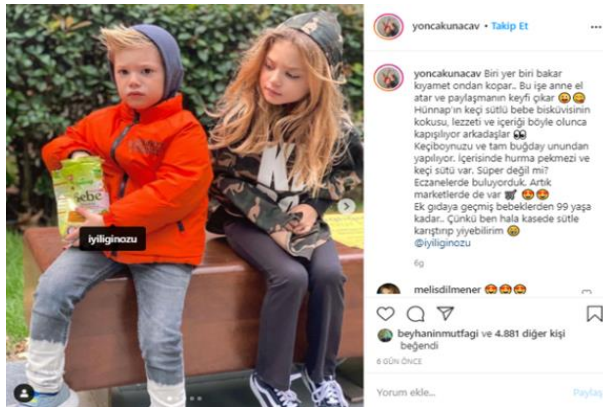 yoncakunacav • Takip Et
yoncakunacav Biri yer biri bakar
kıyamet ondan kopar.. Bu işe anne el
atar ve paylaşmanın keyfi çıkar 😄😋
Hünnap'ın keçi sütlü bebe bisküvisinin
kokusu, lezzeti ve içeriği böyle olunca
kapışılıyor arkadaşlar 👀
Keçiboynuzu ve tam buğday unundan
yapılıyor. İçerisinde hurma pekmezi ve
keçi sütü var. Süper değil mi?
Eczanelerde buluyorduk. Artık
marketlerde de var 🛒 🤩🤩
Ek gıdaya geçmiş bebeklerden 99 yaşa
kadar.. Çünkü ben hala kasede sütle
karıştırıp yiyebilirim 😂
@iyiliginozu
6g
melisdilmener 🤩🤩🤩
beyhaninmutfagi ve 4.881 diğer kişi
beğendi
6 GÜN ÖNCE
Yorum ekle...
Paylaş
bebe
iyiliginozu